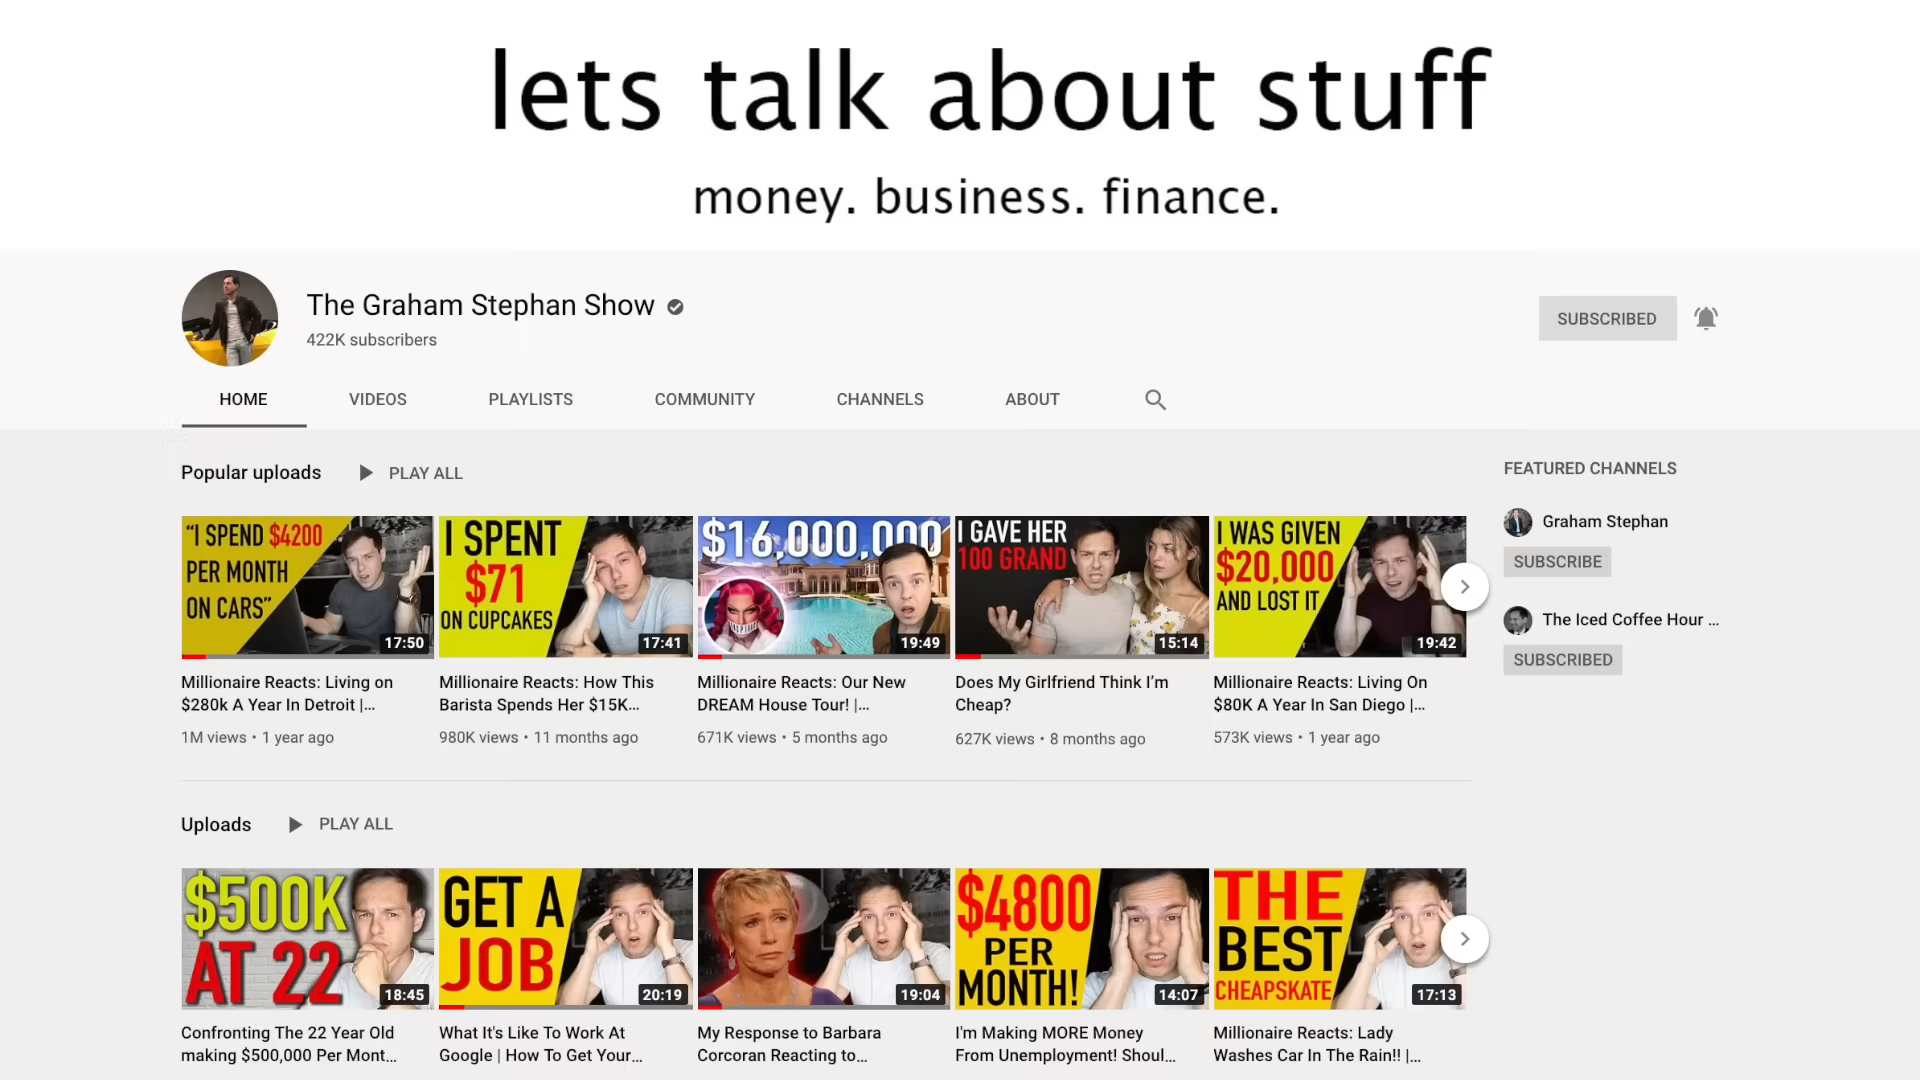 lets talk about stuff
money. business. finance.
The Graham Stephan Show
422K subscribers
SUBSCRIBED
HOME
VIDEOS
PLAYLISTS
COMMUNITY
CHANNELS
ABOUT
Popular uploads
PLAY ALL
"I SPEND $4200
PER MONTH
ON CARS"
17:50
I SPENT
$71
ON CUPCAKES
17:41
$16,000,000
19:49
I GAVE HER
100 GRAND
15:14
I WAS GIVEN
$20,000
AND LOST IT
19:42
Millionaire Reacts: Living on
$280k A Year In Detroit |...
1M views • 1 year ago
Millionaire Reacts: How This
Barista Spends Her $15K...
980K views • 11 months ago
Millionaire Reacts: Our New
DREAM House Tour! |...
671K views • 5 months ago
Does My Girlfriend Think I’m
Cheap?
627K views • 8 months ago
Millionaire Reacts: Living On
$80K A Year In San Diego |...
573K views • 1 year ago
FEATURED CHANNELS
Graham Stephan
SUBSCRIBE
The Iced Coffee Hour ...
SUBSCRIBED
Uploads
PLAY ALL
$500K
AT 22
18:45
GET A
JOB
20:19
19:04
$4800
PER
MONTH!
14:07
THE
BEST
CHEAPSKATE
17:13
Confronting The 22 Year Old
making $500,000 Per Mont...
What It's Like To Work At
Google | How To Get Your...
My Response to Barbara
Corcoran Reacting to...
I'm Making MORE Money
From Unemployment! Shoul...
Millionaire Reacts: Lady
Washes Car In The Rain!! |...